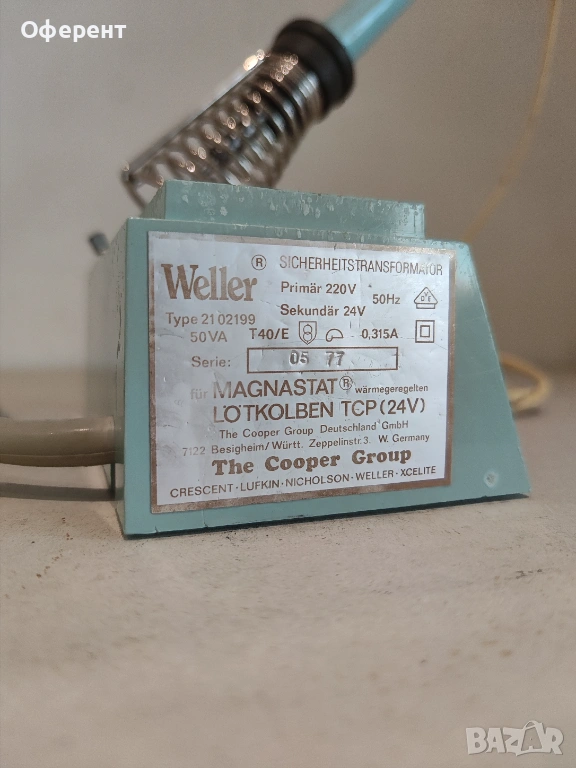 Оферент
Weller ® SICHERHEITSTRANSFORMATOR
Primär 220V 50Hz
Sekundär 24V
Type 2102199
50VA T40/E 0,315A
Serie: 05 77
für MAGNASTAT® wärmegeregelten
LÖTKOLBEN TCP(24V)
The Cooper Group Deutschland GmbH
7122 Besigheim/Württ. Zeppelinstr.3 W. Germany
The Cooper Group
CRESCENT·LUFKIN·NICHOLSON·WELLER·XCELITE
BAZAR